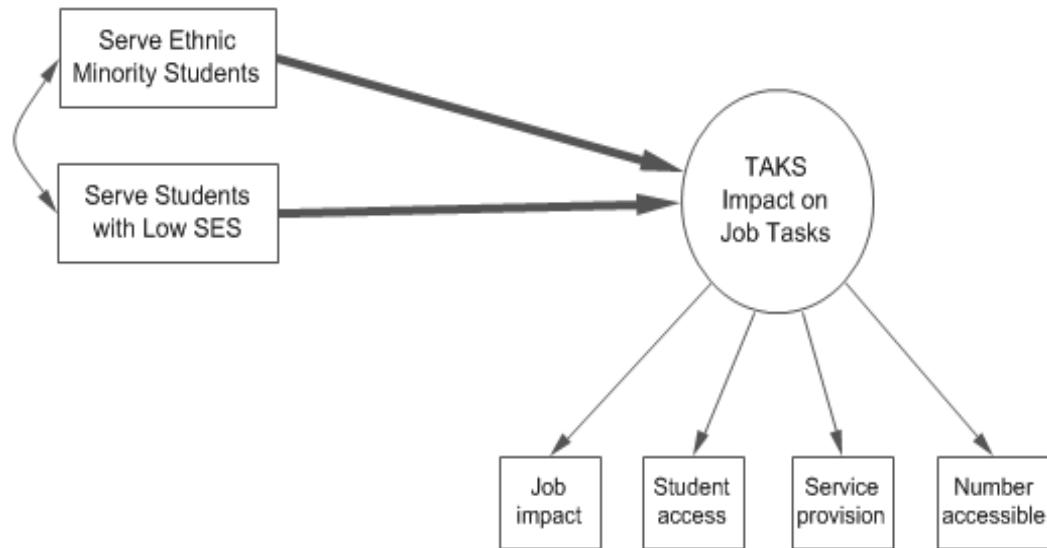 Serve Ethnic
Minority Students
Serve Students
with Low SES
TAKS
Impact on
Job Tasks
Job
impact
Student
access
Service
provision
Number
accessible